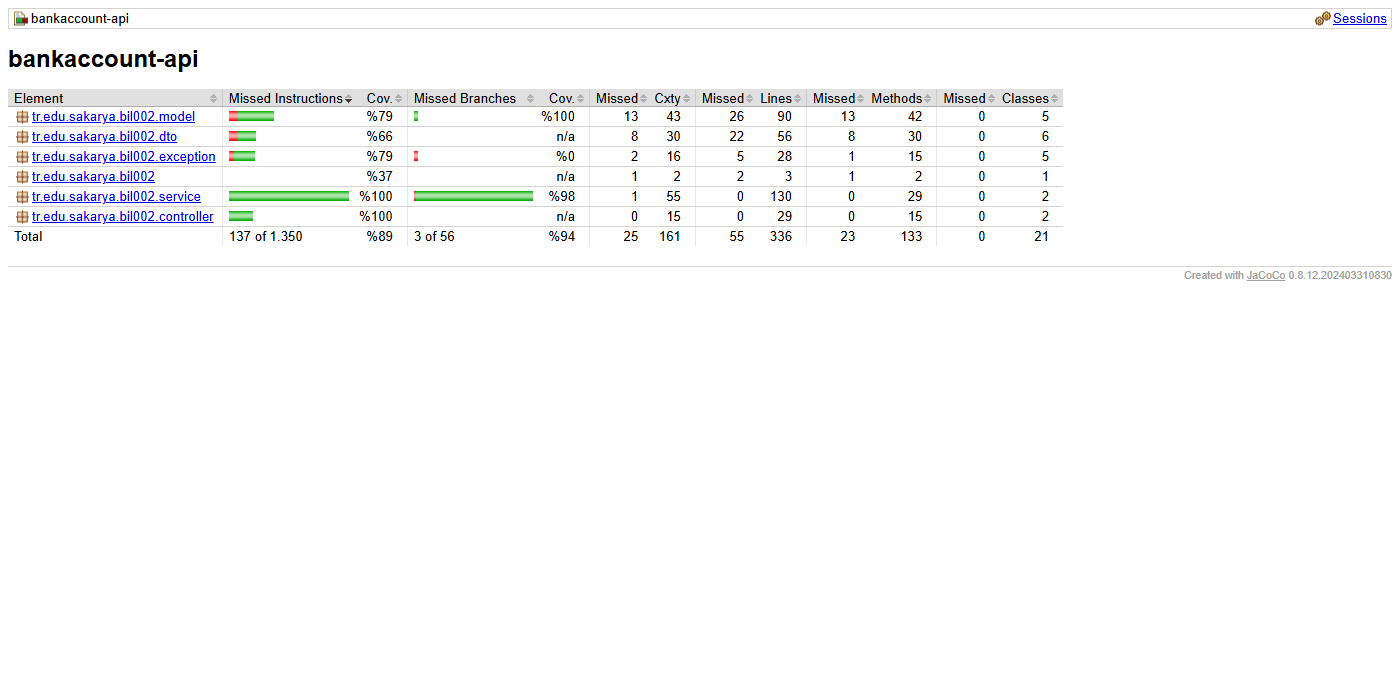 bankaccount-api Sessions
bankaccount-api
Element Missed Instructions Cov. Missed Branches Cov. Missed Cxty Missed Lines Missed Methods Missed Classes
tr.edu.sakarya.bil002.model %79 %100 13 43 26 90 13 42 0 5
tr.edu.sakarya.bil002.dto %66 n/a 8 30 22 56 8 30 0 6
tr.edu.sakarya.bil002.exception %79 %0 2 16 5 28 1 15 0 5
tr.edu.sakarya.bil002 %37 n/a 1 2 2 3 1 2 0 1
tr.edu.sakarya.bil002.service %100 %98 1 55 0 130 0 29 0 2
tr.edu.sakarya.bil002.controller %100 n/a 0 15 0 29 0 15 0 2
Total 137 of 1.350 %89 3 of 56 %94 25 161 55 336 23 133 0 21
Created with JaCoCo 0.8.12.202403310830